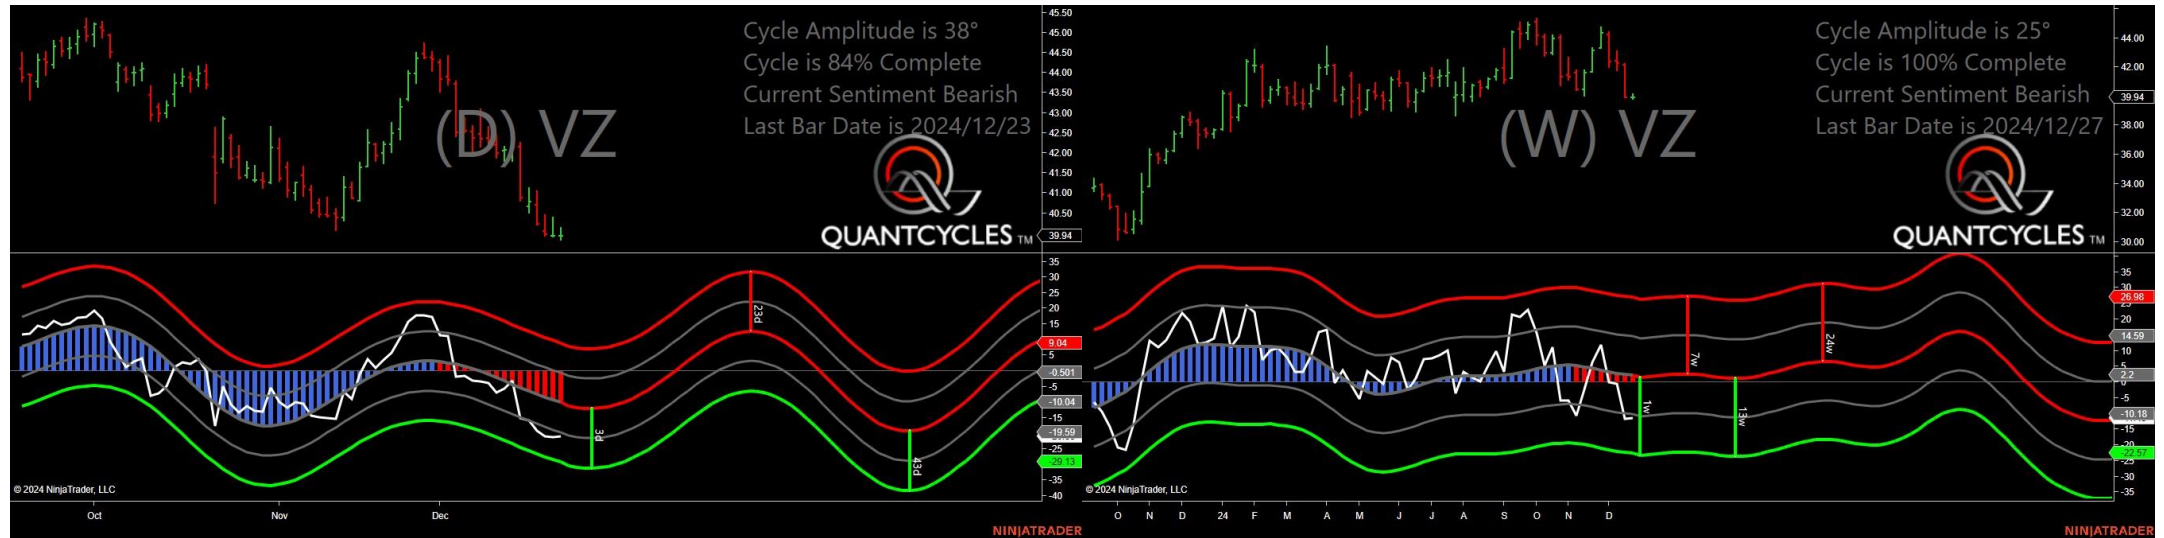 Cycle Amplitude is 38°
Cycle is 84% Complete
Current Sentiment Bearish
Last Bar Date is 2024/12/23
(D) VZ
QUANTCYCLES TM
45.50
45.00
44.50
44.00
43.50
43.00
42.50
42.00
41.50
41.00
40.50
39.94
35
30
25
20
15
9.04
5
-0.501
-5
-10.04
-15
-19.59
-25
-29.13
-35
-40
23d
3d
43d
© 2024 NinjaTrader, LLC
Oct Nov Dec
NINJATRADER
Cycle Amplitude is 25°
Cycle is 100% Complete
Current Sentiment Bearish
Last Bar Date is 2024/12/27
(W) VZ
QUANTCYCLES TM
44.00
42.00
39.94
38.00
36.00
34.00
32.00
30.00
35
30
26.98
20
14.59
10
2.2
-5
-10.18
-15
-20
-22.57
-25
-30
-35
7w
24w
1w
13w
© 2024 NinjaTrader, LLC
O N D 24 F M A M J J A S O N D
NINJATRADER